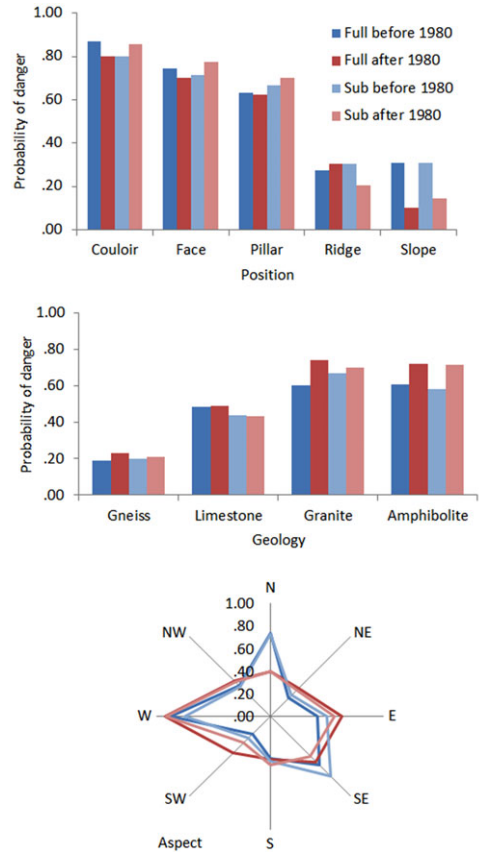 1.00
.80
.60
.40
.20
.00
Probability of danger
Full before 1980
Full after 1980
Sub before 1980
Sub after 1980
Couloir Face Pillar Ridge Slope
Position
1.00
.80
.60
.40
.20
.00
Probability of danger
Gneiss Limestone Granite Amphibolite
Geology
N
1.00
.80
.60
.40
.20
.00
NW NE
W E
SW SE
Aspect S